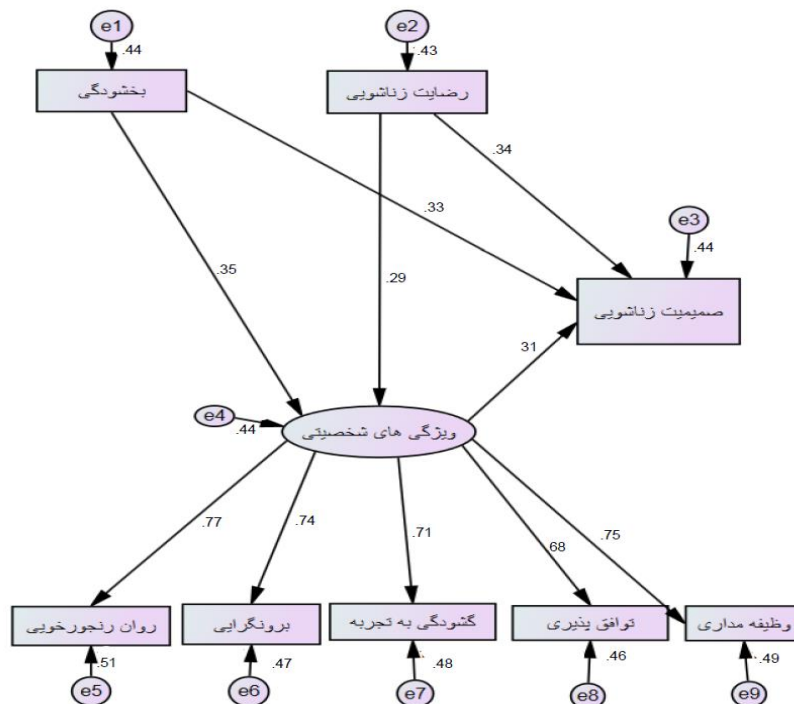 e1
e2
.44
.43
بخشودگی
رضایت زناشویی
.34
.33
e3
.44
.35
.29
صمیمیت زناشویی
31
e4
.44
ویژگی های شخصیتی
.77
.74
.71
68
.75
روان رنجورخویی
برونگرایی
گشودگی به تجربه
توافق پذیری
وظیفه مداری
.51
.47
.48
.46
.49
e5
e6
e7
e8
e9